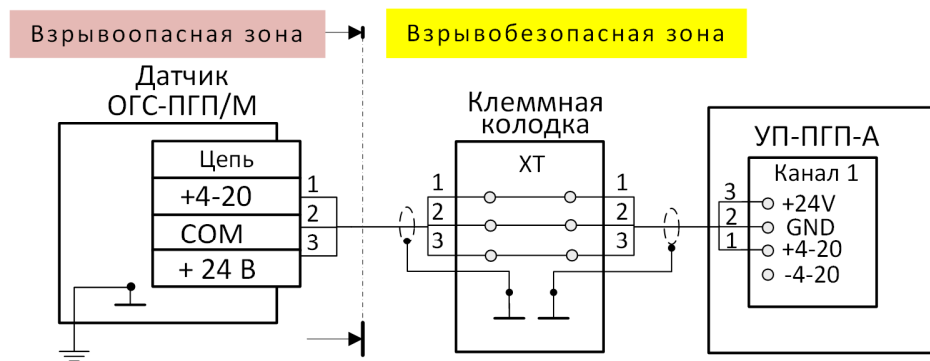 Взрывоопасная зона
Взрывобезопасная зона
Датчик
ОГС-ПГП/М
Цепь
+4-20
COM
+ 24 В
1
2
3
Клеммная
колодка
XT
1
2
3
1
2
3
УП-ПГП-А
Канал 1
3
+24V
2
GND
1
+4-20
-4-20